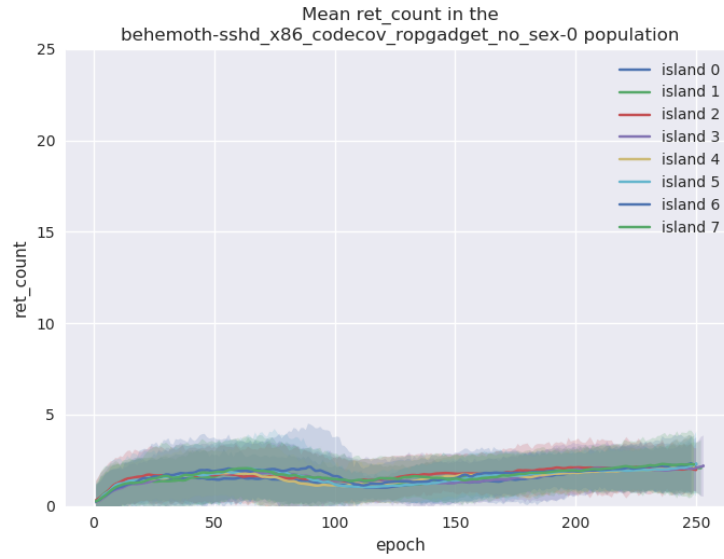 Mean ret_count in the
behemoth-sshd_x86_codecov_ropgadget_no_sex-0 population
25
20
15
10
5
0
ret_count
island 0
island 1
island 2
island 3
island 4
island 5
island 6
island 7
0
50
100
150
200
250
epoch